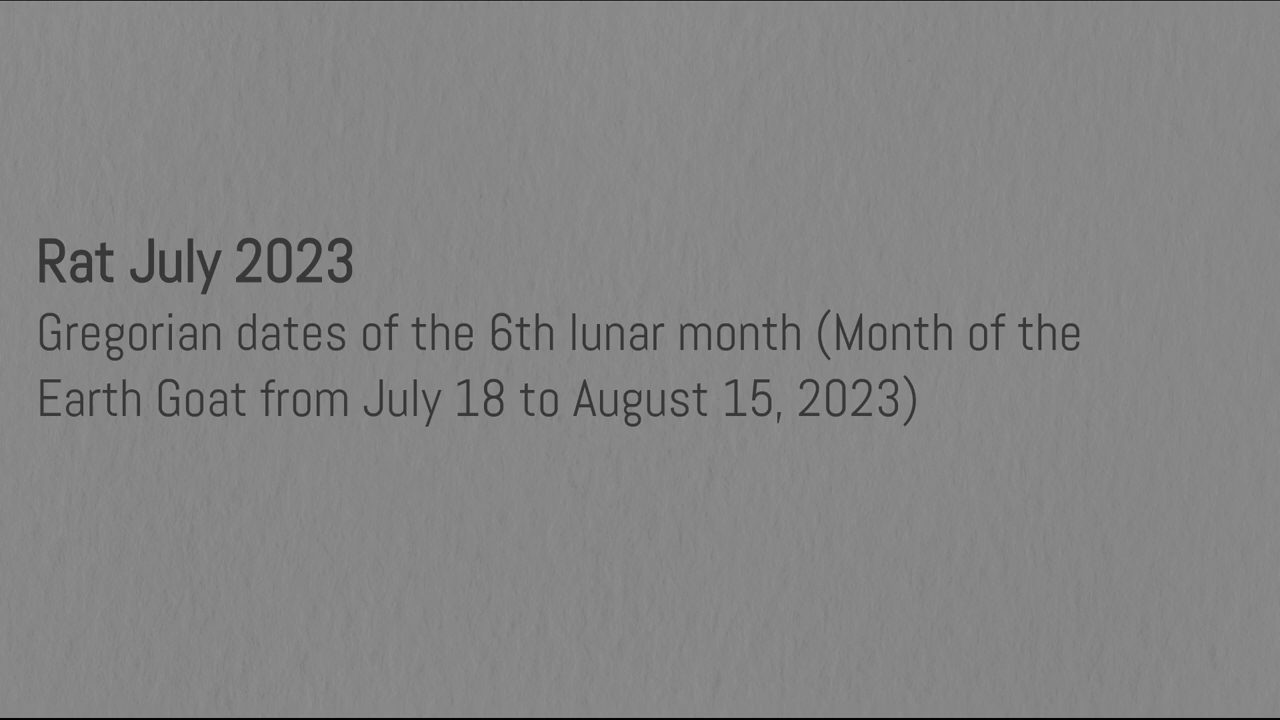 Rat July 2023
Gregorian dates of the 6th lunar month (Month of the
Earth Goat from July 18 to August 15, 2023)